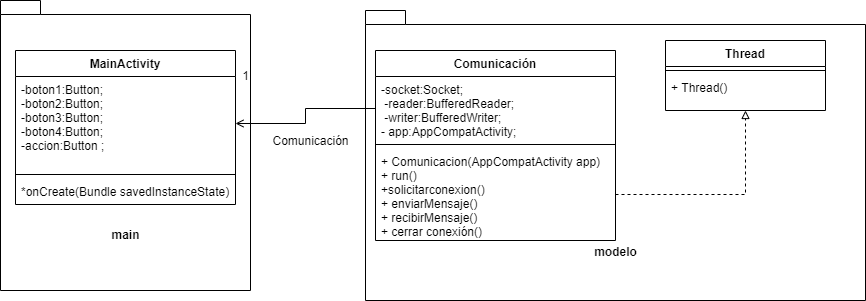 MainActivity
-boton1:Button;
-boton2:Button;
-boton3:Button;
-boton4:Button;
-accion:Button ;
*onCreate(Bundle savedInstanceState)
main
1
Comunicación
Comunicación
-socket:Socket;
-reader:BufferedReader;
-writer:BufferedWriter;
- app:AppCompatActivity;
+ Comunicacion(AppCompatActivity app)
+ run()
+solicitarconexion()
+ enviarMensaje()
+ recibirMensaje()
+ cerrar conexión()
modelo
Thread
+ Thread()